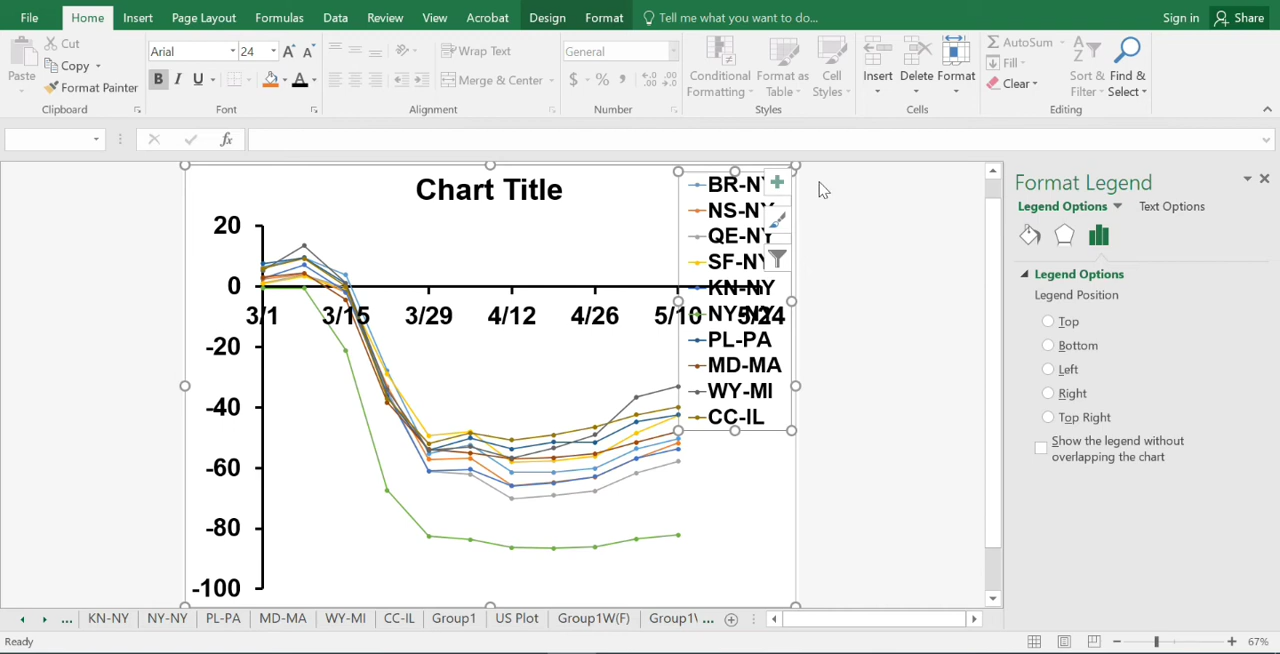 File Home Insert Page Layout Formulas Data Review View Acrobat Design Format Tell me what you want to do... Sign in Share
Cut
Copy
Format Painter
Paste
Clipboard
Arial 24 A A
B I U A
Font
Wrap Text
Merge & Center
Alignment
General
$ % ,
Number
Conditional Formatting
Format as Table
Cell Styles
Styles
Insert Delete Format
Cells
AutoSum
Fill
Clear
Sort & Filter
Find & Select
Editing
fx
Chart Title
20
0
-20
-40
-60
-80
-100
3/1 3/15 3/29 4/12 4/26 5/10 5/24
BR-NY
NS-NY
QE-NY
SF-NY
KN-NY
NY-NY
PL-PA
MD-MA
WY-MI
CC-IL
Format Legend
Legend Options Text Options
Legend Options
Legend Position
Top
Bottom
Left
Right
Top Right
Show the legend without
overlapping the chart
... KN-NY NY-NY PL-PA MD-MA WY-MI CC-IL Group1 US Plot Group1W(F) ...
Ready 67%